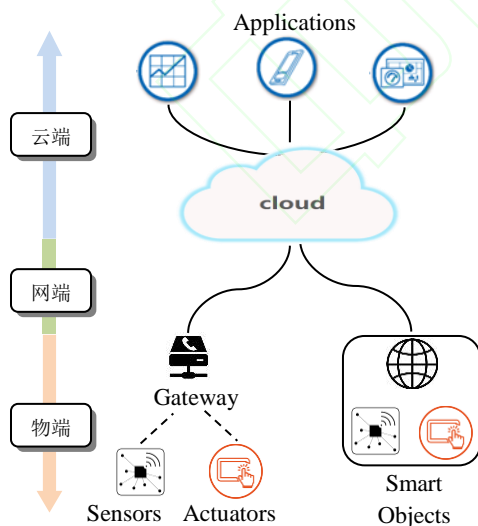 Applications
云端
cloud
网端
Gateway
物端
Sensors
Actuators
Smart
Objects